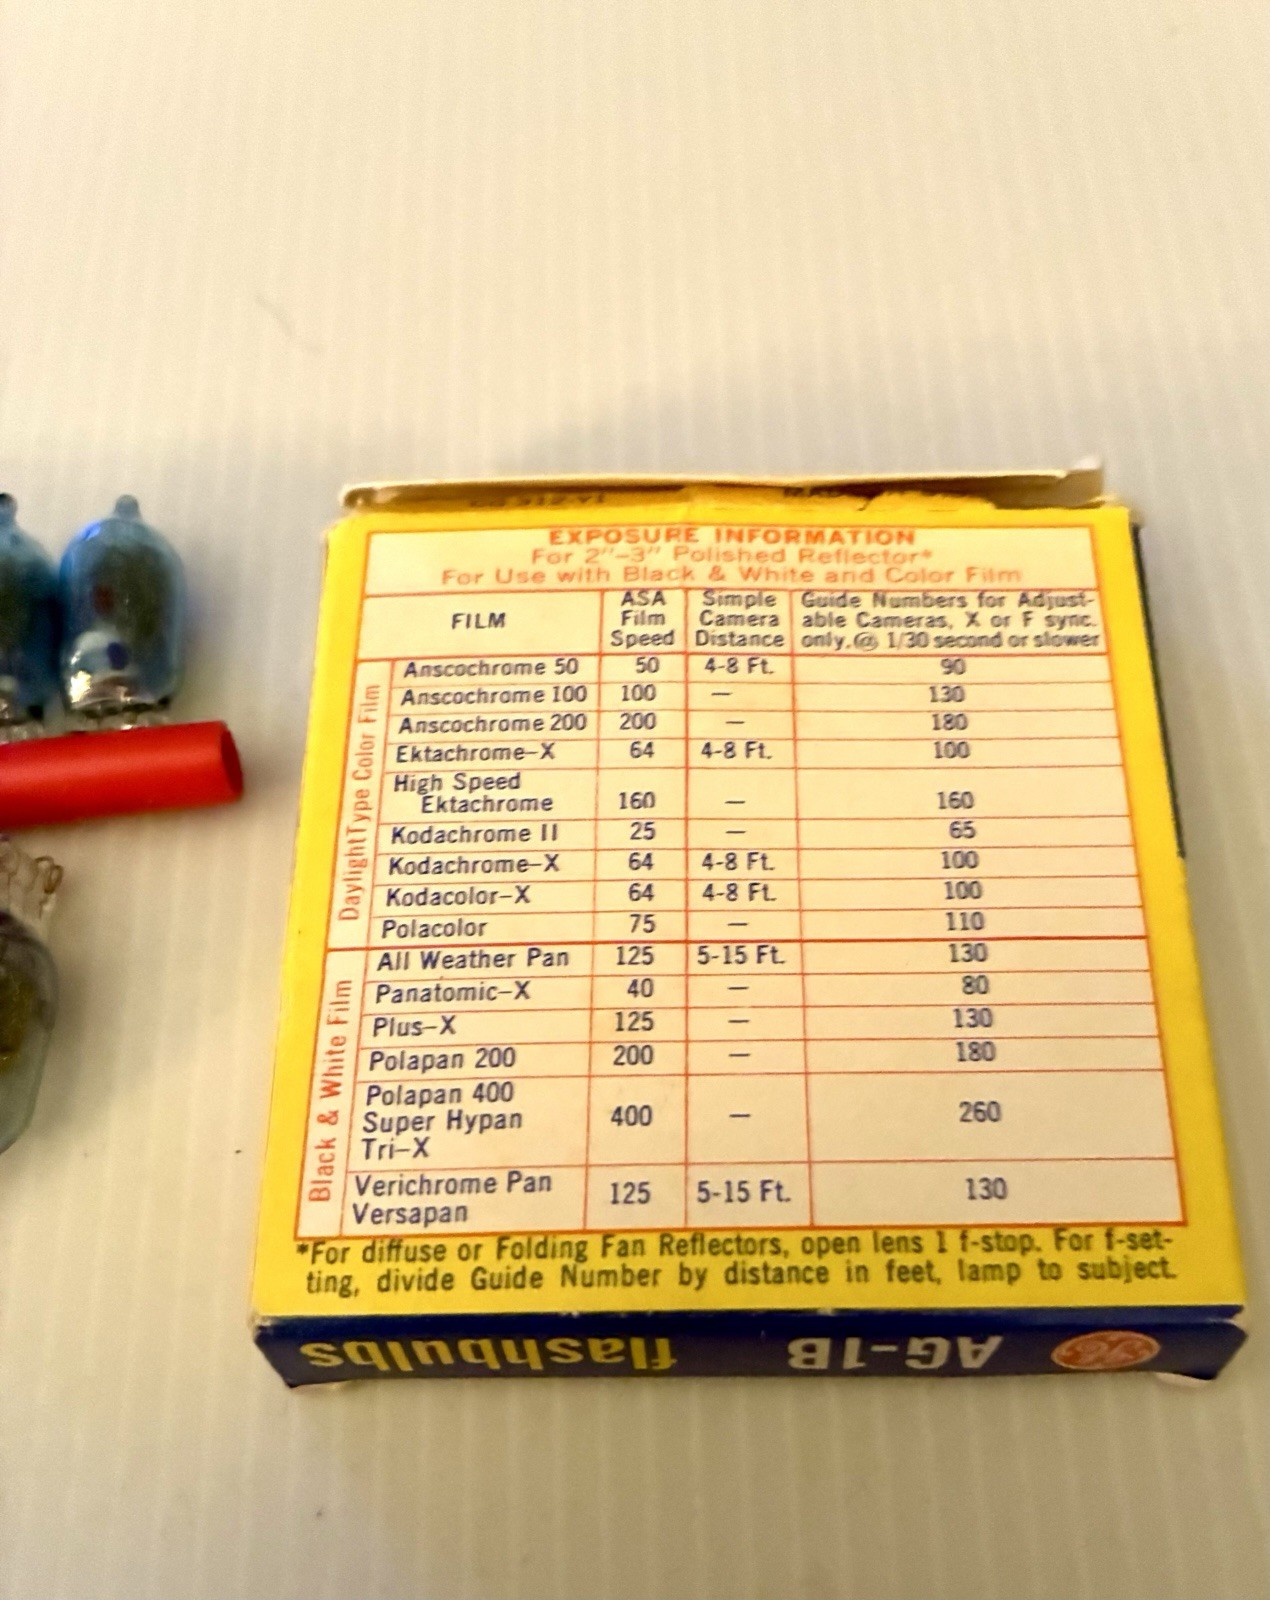 EXPOSURE INFORMATION
For 2"-3" Polished Reflector*
For Use with Black & White and Color Film
FILM
ASA Film Speed
Simple Camera Distance
Guide Numbers for Adjust-
able Cameras, X or F sync.
only, @ 1/30 second or slower
Daylight Type Color Film
Anscochrome 50 50 4-8 Ft. 90
Anscochrome 100 100 — 130
Anscochrome 200 200 — 180
Ektachrome-X 64 4-8 Ft. 100
High Speed
Ektachrome 160 — 160
Kodachrome II 25 — 65
Kodachrome-X 64 4-8 Ft. 100
Kodacolor-X 64 4-8 Ft. 100
Polacolor 75 — 110
Black & White Film
All Weather Pan 125 5-15 Ft. 130
Panatomic-X 40 — 80
Plus-X 125 — 130
Polapan 200 200 — 180
Polapan 400
Super Hypan 400 — 260
Tri-X
Verichrome Pan 125 5-15 Ft. 130
Versapan
*For diffuse or Folding Fan Reflectors, open lens 1 f-stop. For f-set-
ting, divide Guide Number by distance in feet, lamp to subject.
GE AG-1B flashbulbs